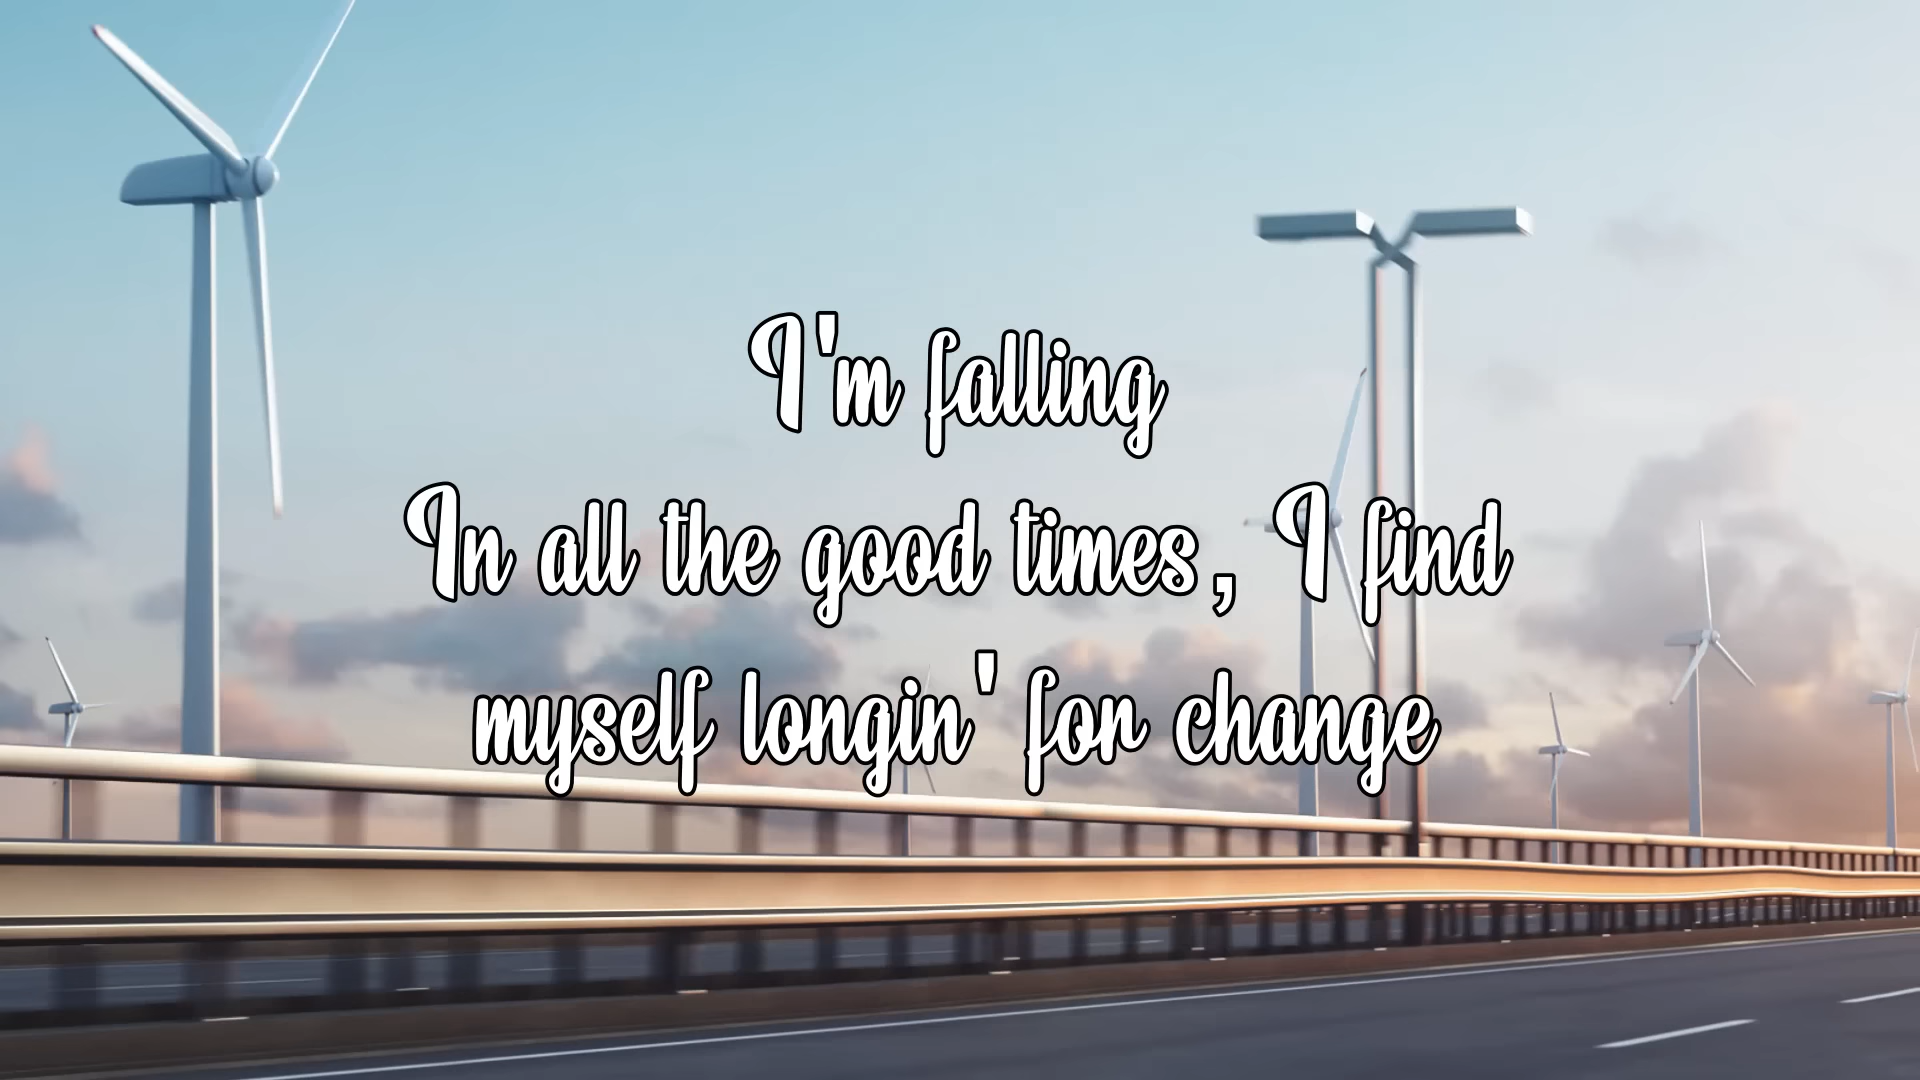 I'm falling
In all the good times, I find
myself longin' for change